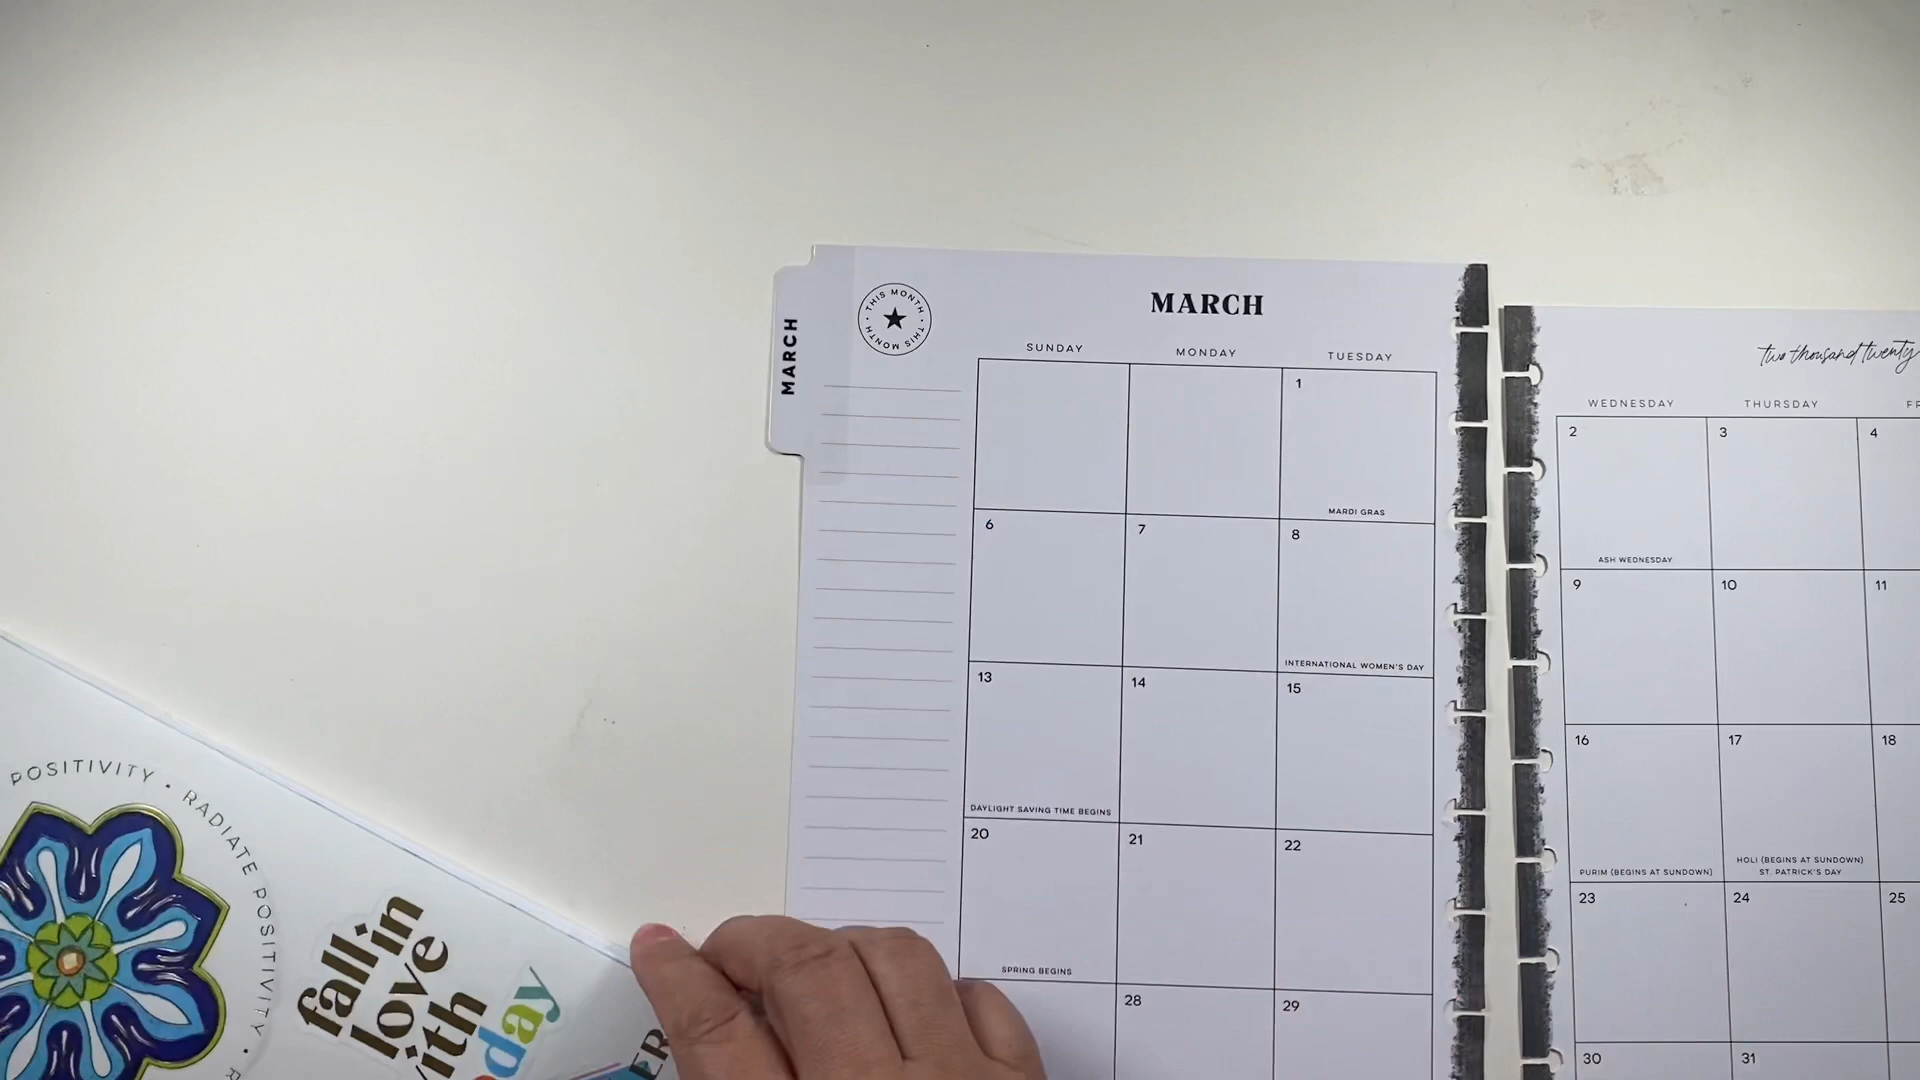 MARCH
THIS MONTH • THIS MONTH •
MARCH
SUNDAY MONDAY TUESDAY
1
MARDI GRAS
6 7 8
INTERNATIONAL WOMEN'S DAY
13 14 15
DAYLIGHT SAVING TIME BEGINS
20 21 22
SPRING BEGINS
28 29
two thousand twenty
WEDNESDAY THURSDAY
2 3 4
ASH WEDNESDAY
9 10 11
16 17 18
PURIM (BEGINS AT SUNDOWN)
HOLI (BEGINS AT SUNDOWN)
ST. PATRICK'S DAY
23 24 25
30 31
POSITIVITY • RADIATE POSITIVITY •
fall in
love
with